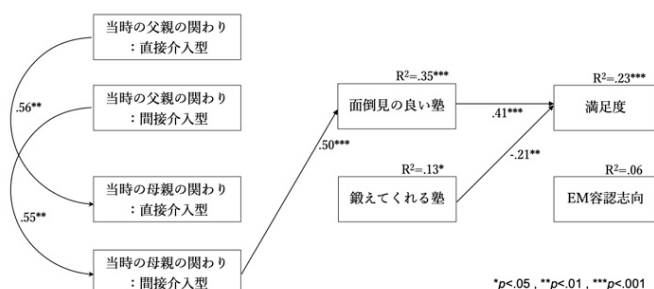 当時の父親の関わり
：直接介入型
当時の父親の関わり
：間接介入型
当時の母親の関わり
：直接介入型
当時の母親の関わり
：間接介入型
.56**
.55**
.50***
R²=.35***
面倒見の良い塾
R²=.13*
鍛えてくれる塾
.41***
-.21**
R²=.23***
満足度
R²=.06
EM容認志向
*p<.05 , **p<.01 , ***p<.001